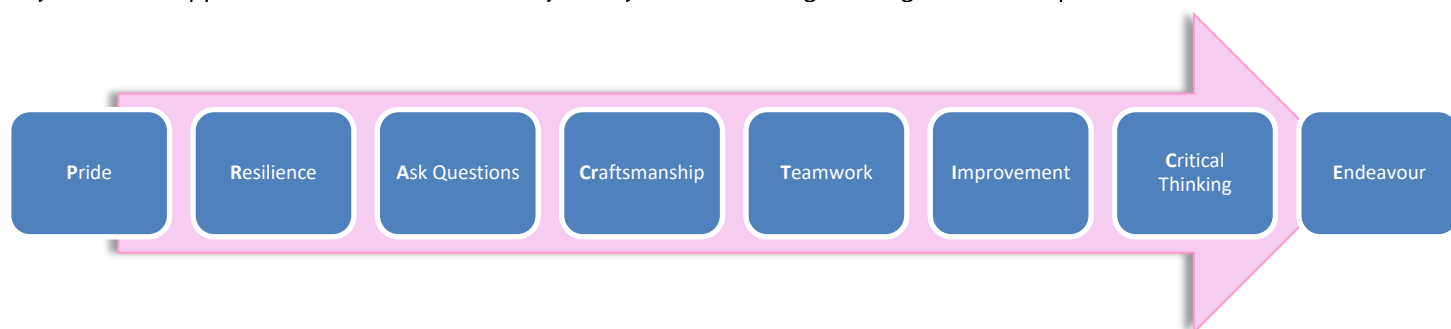 Pride
Resilience
Ask Questions
Craftsmanship
Teamwork
Improvement
Critical
Thinking
Endeavour